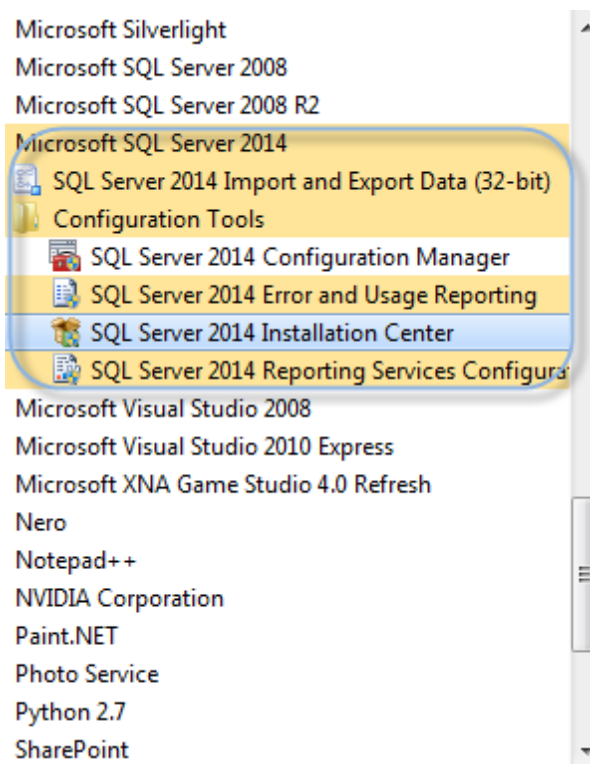 Microsoft Silverlight
Microsoft SQL Server 2008
Microsoft SQL Server 2008 R2
Microsoft SQL Server 2014
SQL Server 2014 Import and Export Data (32-bit)
Configuration Tools
SQL Server 2014 Configuration Manager
SQL Server 2014 Error and Usage Reporting
SQL Server 2014 Installation Center
SQL Server 2014 Reporting Services Configura
Microsoft Visual Studio 2008
Microsoft Visual Studio 2010 Express
Microsoft XNA Game Studio 4.0 Refresh
Nero
Notepad++
NVIDIA Corporation
Paint.NET
Photo Service
Python 2.7
SharePoint